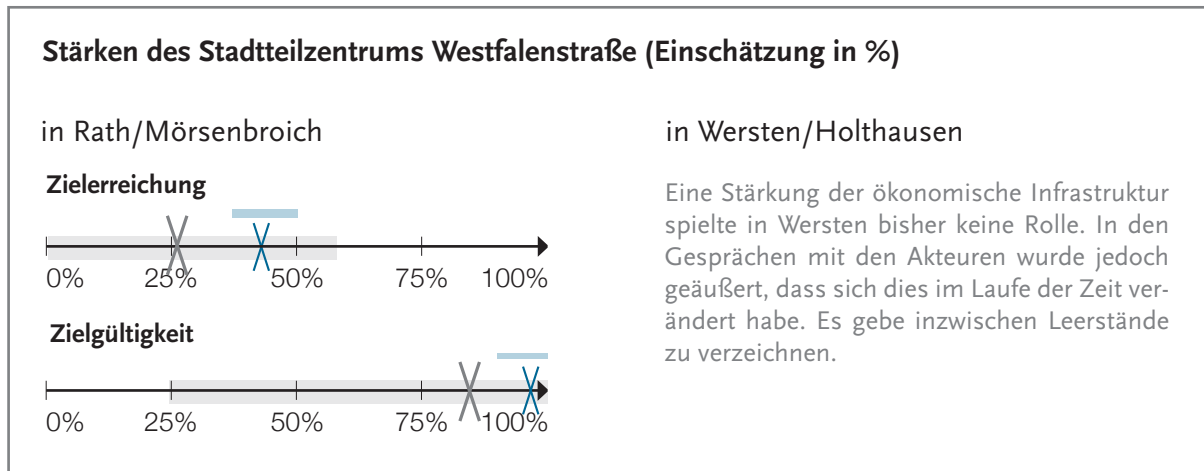 Stärken des Stadtteilzentrums Westfalenstraße (Einschätzung in %)
in Rath/Mörsenbroich
Zielerreichung
0% 25% 50% 75% 100%
Zielgültigkeit
0% 25% 50% 75% 100%
in Wersten/Holthausen
Eine Stärkung der ökonomische Infrastruktur
spielte in Wersten bisher keine Rolle. In den
Gesprächen mit den Akteuren wurde jedoch
geäußert, dass sich dies im Laufe der Zeit ver-
ändert habe. Es gebe inzwischen Leerstände
zu verzeichnen.